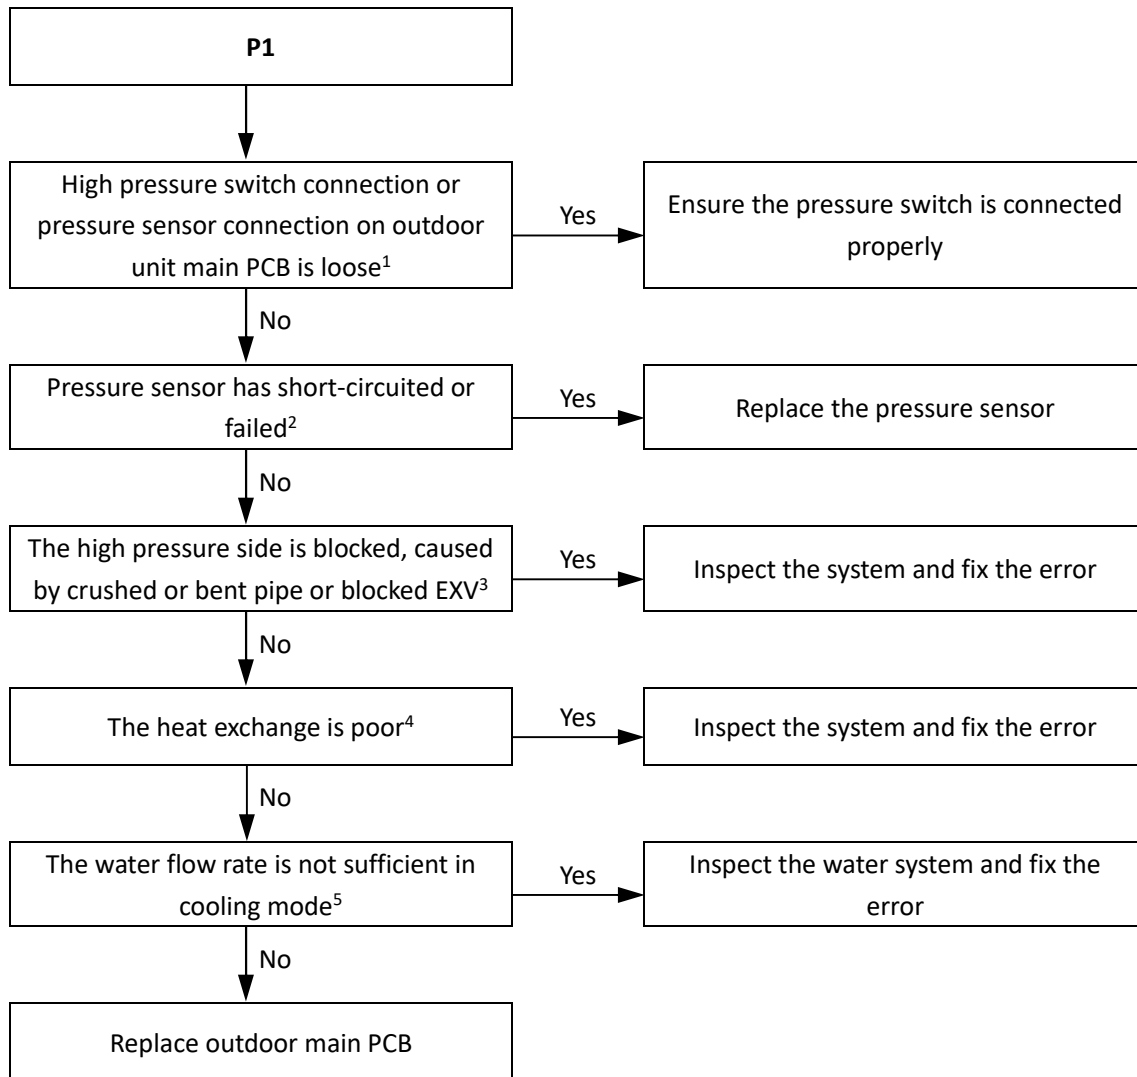 P1
High pressure switch connection or
pressure sensor connection on outdoor
unit main PCB is loose¹
Yes
Ensure the pressure switch is connected
properly
No
Pressure sensor has short-circuited or
failed²
Yes
Replace the pressure sensor
No
The high pressure side is blocked, caused
by crushed or bent pipe or blocked EXV³
Yes
Inspect the system and fix the error
No
The heat exchange is poor⁴
Yes
Inspect the system and fix the error
No
The water flow rate is not sufficient in
cooling mode⁵
Yes
Inspect the water system and fix the
error
No
Replace outdoor main PCB